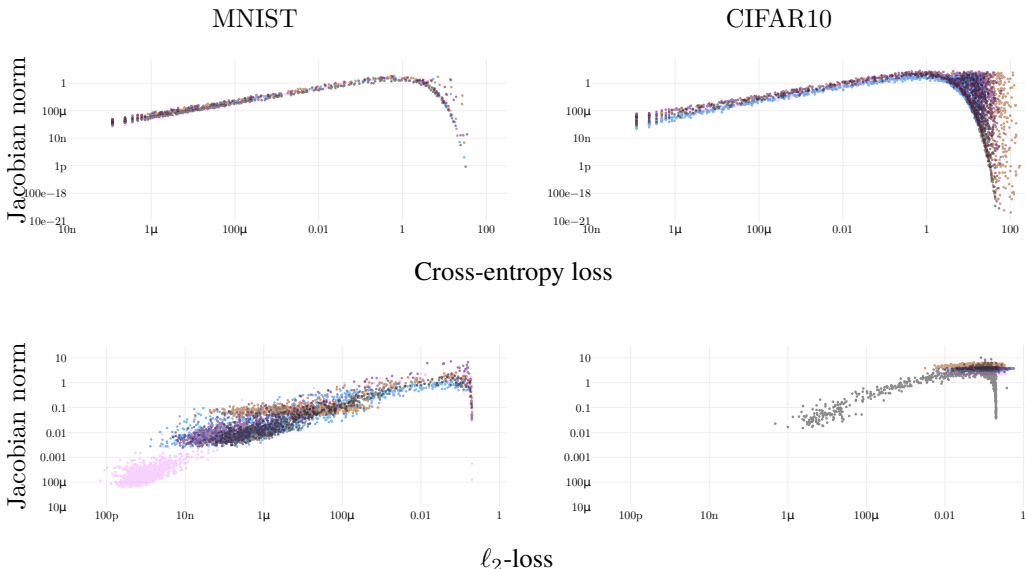 MNIST CIFAR10
Jacobian norm
1 1
100µ 100µ
10n 10n
1p 1p
100e−18 100e−18
10e−21 10e−21
10n 1µ 100µ 0.01 1 100 10n 1µ 100µ 0.01 1 100
Cross-entropy loss
Jacobian norm
10 10
1 1
0.1 0.1
0.01 0.01
0.001 0.001
100µ 100µ
10µ 10µ
100p 10n 1µ 100µ 0.01 1 100p 10n 1µ 100µ 0.01 1
ℓ2-loss